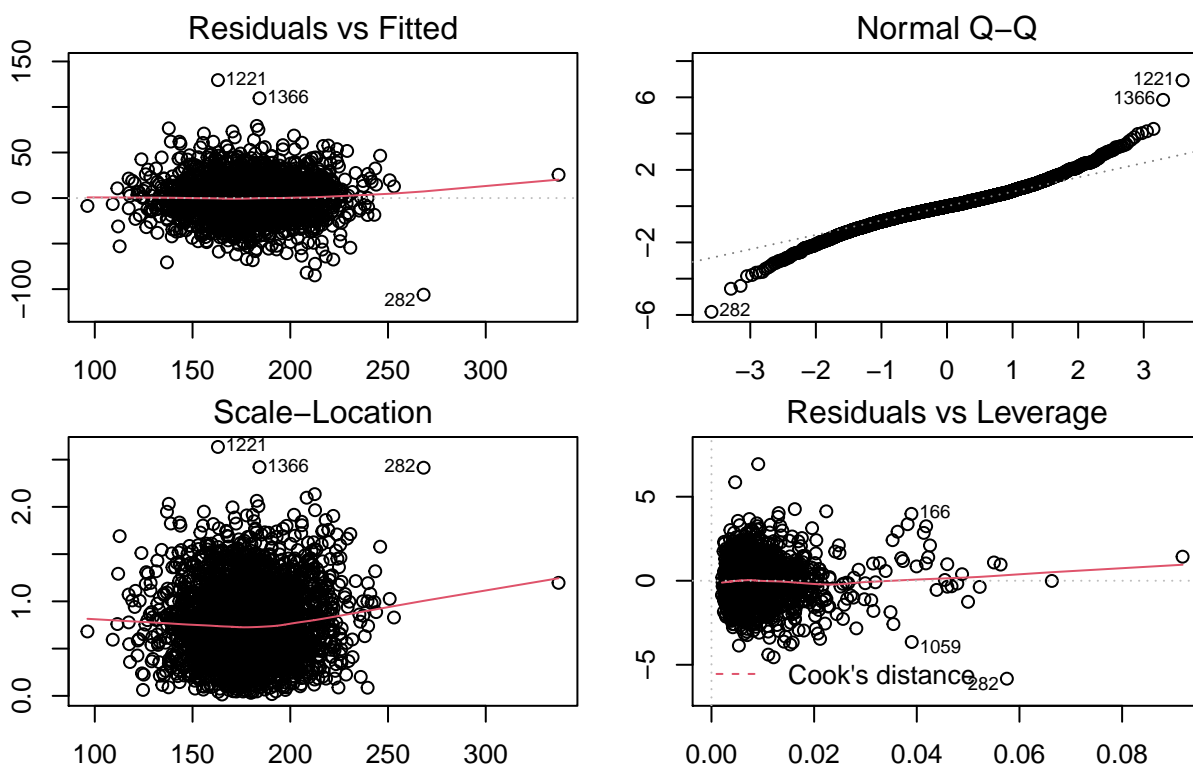 Residuals vs Fitted
150
50
0
−100
1221
1366
282
100 150 200 250 300
Normal Q−Q
6
2
−2
−6
1221
1366
282
−3 −2 −1 0 1 2 3
Scale−Location
2.0
1.0
0.0
1221
1366
282
100 150 200 250 300
Residuals vs Leverage
5
0
−5
166
1059
Cook's distance
282
0.00 0.02 0.04 0.06 0.08